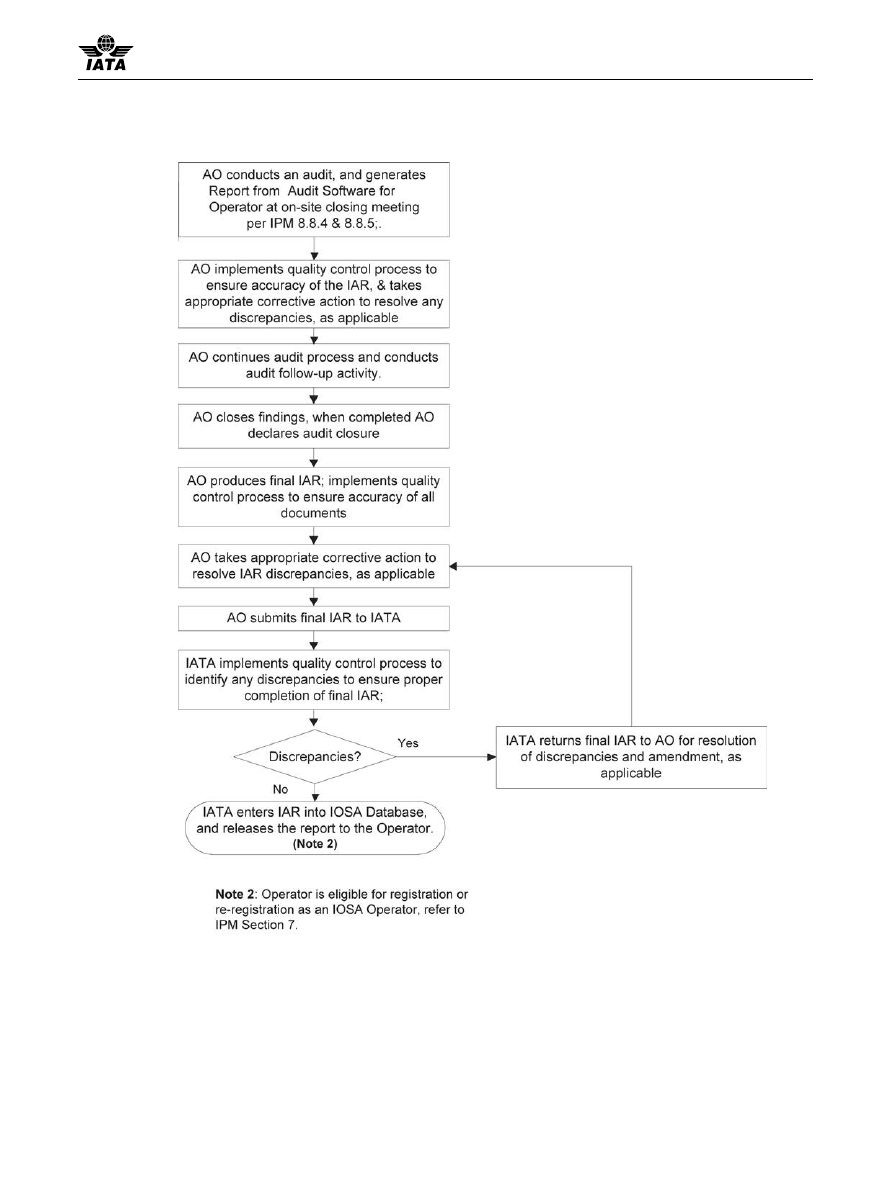 IATA
AO conducts an audit, and generates
Report from Audit Software for
Operator at on-site closing meeting
per IPM 8.8.4 & 8.8.5;.
AO implements quality control process to
ensure accuracy of the IAR, & takes
appropriate corrective action to resolve any
discrepancies, as applicable
AO continues audit process and conducts
audit follow-up activity.
AO closes findings, when completed AO
declares audit closure
AO produces final IAR; implements quality
control process to ensure accuracy of all
documents
AO takes appropriate corrective action to
resolve IAR discrepancies, as applicable
AO submits final IAR to IATA
IATA implements quality control process to
identify any discrepancies to ensure proper
completion of final IAR;
Discrepancies?
Yes
IATA returns final IAR to AO for resolution
of discrepancies and amendment, as
applicable
No
IATA enters IAR into IOSA Database,
and releases the report to the Operator.
(Note 2)
Note 2: Operator is eligible for registration or
re-registration as an IOSA Operator, refer to
IPM Section 7.